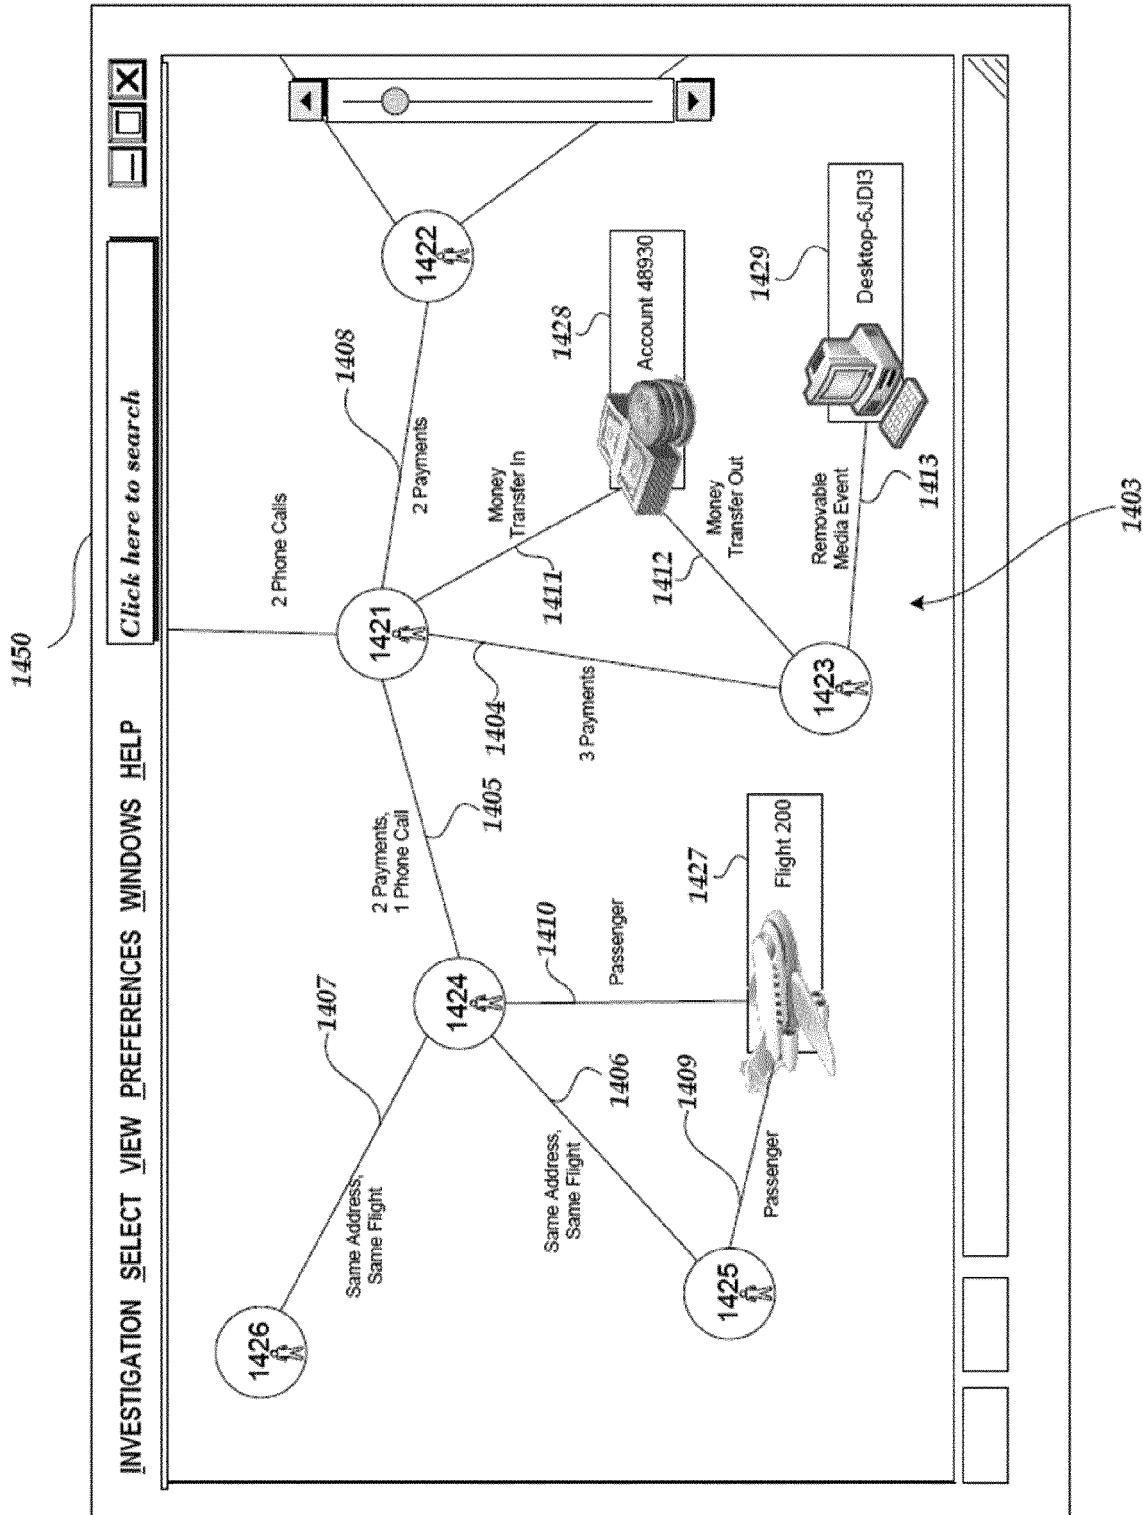 1450
INVESTIGATION SELECT VIEW PREFERENCES WINDOWS HELP
Click here to search
2 Phone Calls
1426
1407
Same Address,
Same Flight
1424
2 Payments,
1 Phone Call
1405
1421
1408
2 Payments
1422
1404
3 Payments
Money
Transfer In
1411
1428
Account 48930
1412
Money
Transfer Out
Same Address,
Same Flight
1406
1410
Passenger
1409
Passenger
1425
1427
Flight 200
1423
Removable
Media Event
1413
1429
Desktop-6JDI3
1403